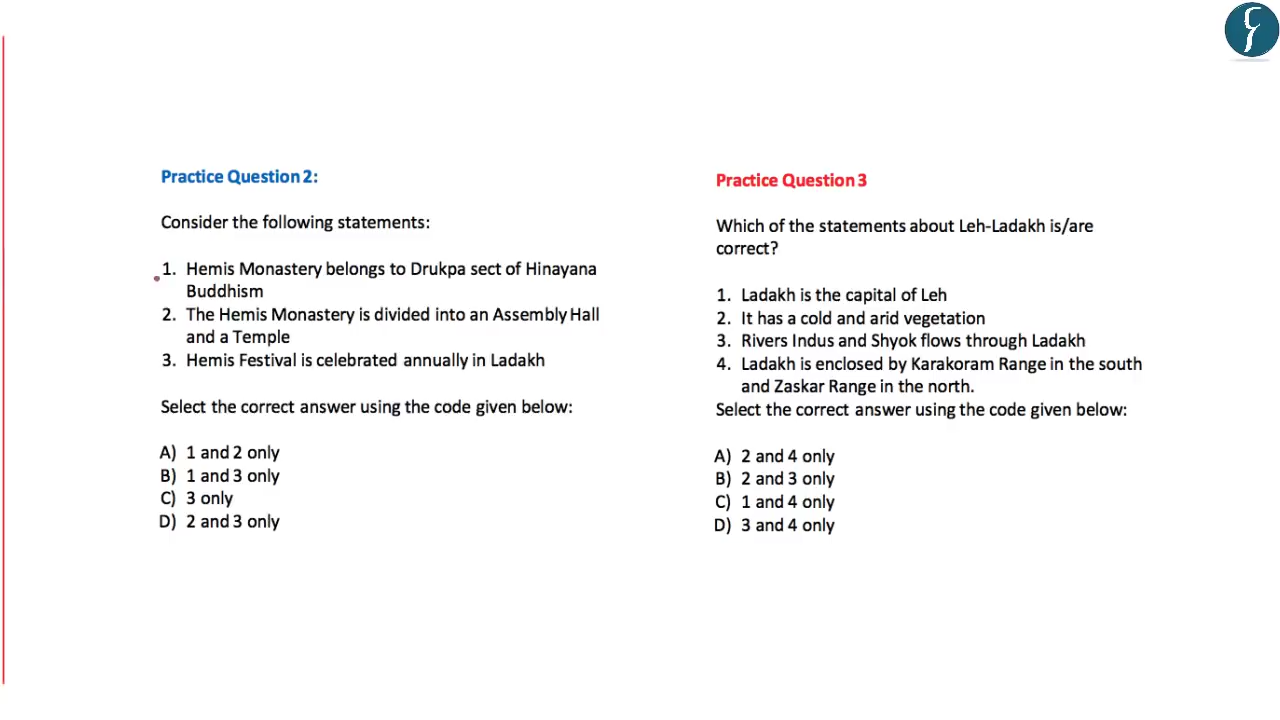 Practice Question 2:
Consider the following statements:
1. Hemis Monastery belongs to Drukpa sect of Hinayana
Buddhism
2. The Hemis Monastery is divided into an Assembly Hall
and a Temple
3. Hemis Festival is celebrated annually in Ladakh
Select the correct answer using the code given below:
A) 1 and 2 only
B) 1 and 3 only
C) 3 only
D) 2 and 3 only
Practice Question 3
Which of the statements about Leh-Ladakh is/are
correct?
1. Ladakh is the capital of Leh
2. It has a cold and arid vegetation
3. Rivers Indus and Shyok flows through Ladakh
4. Ladakh is enclosed by Karakoram Range in the south
and Zaskar Range in the north.
Select the correct answer using the code given below:
A) 2 and 4 only
B) 2 and 3 only
C) 1 and 4 only
D) 3 and 4 only